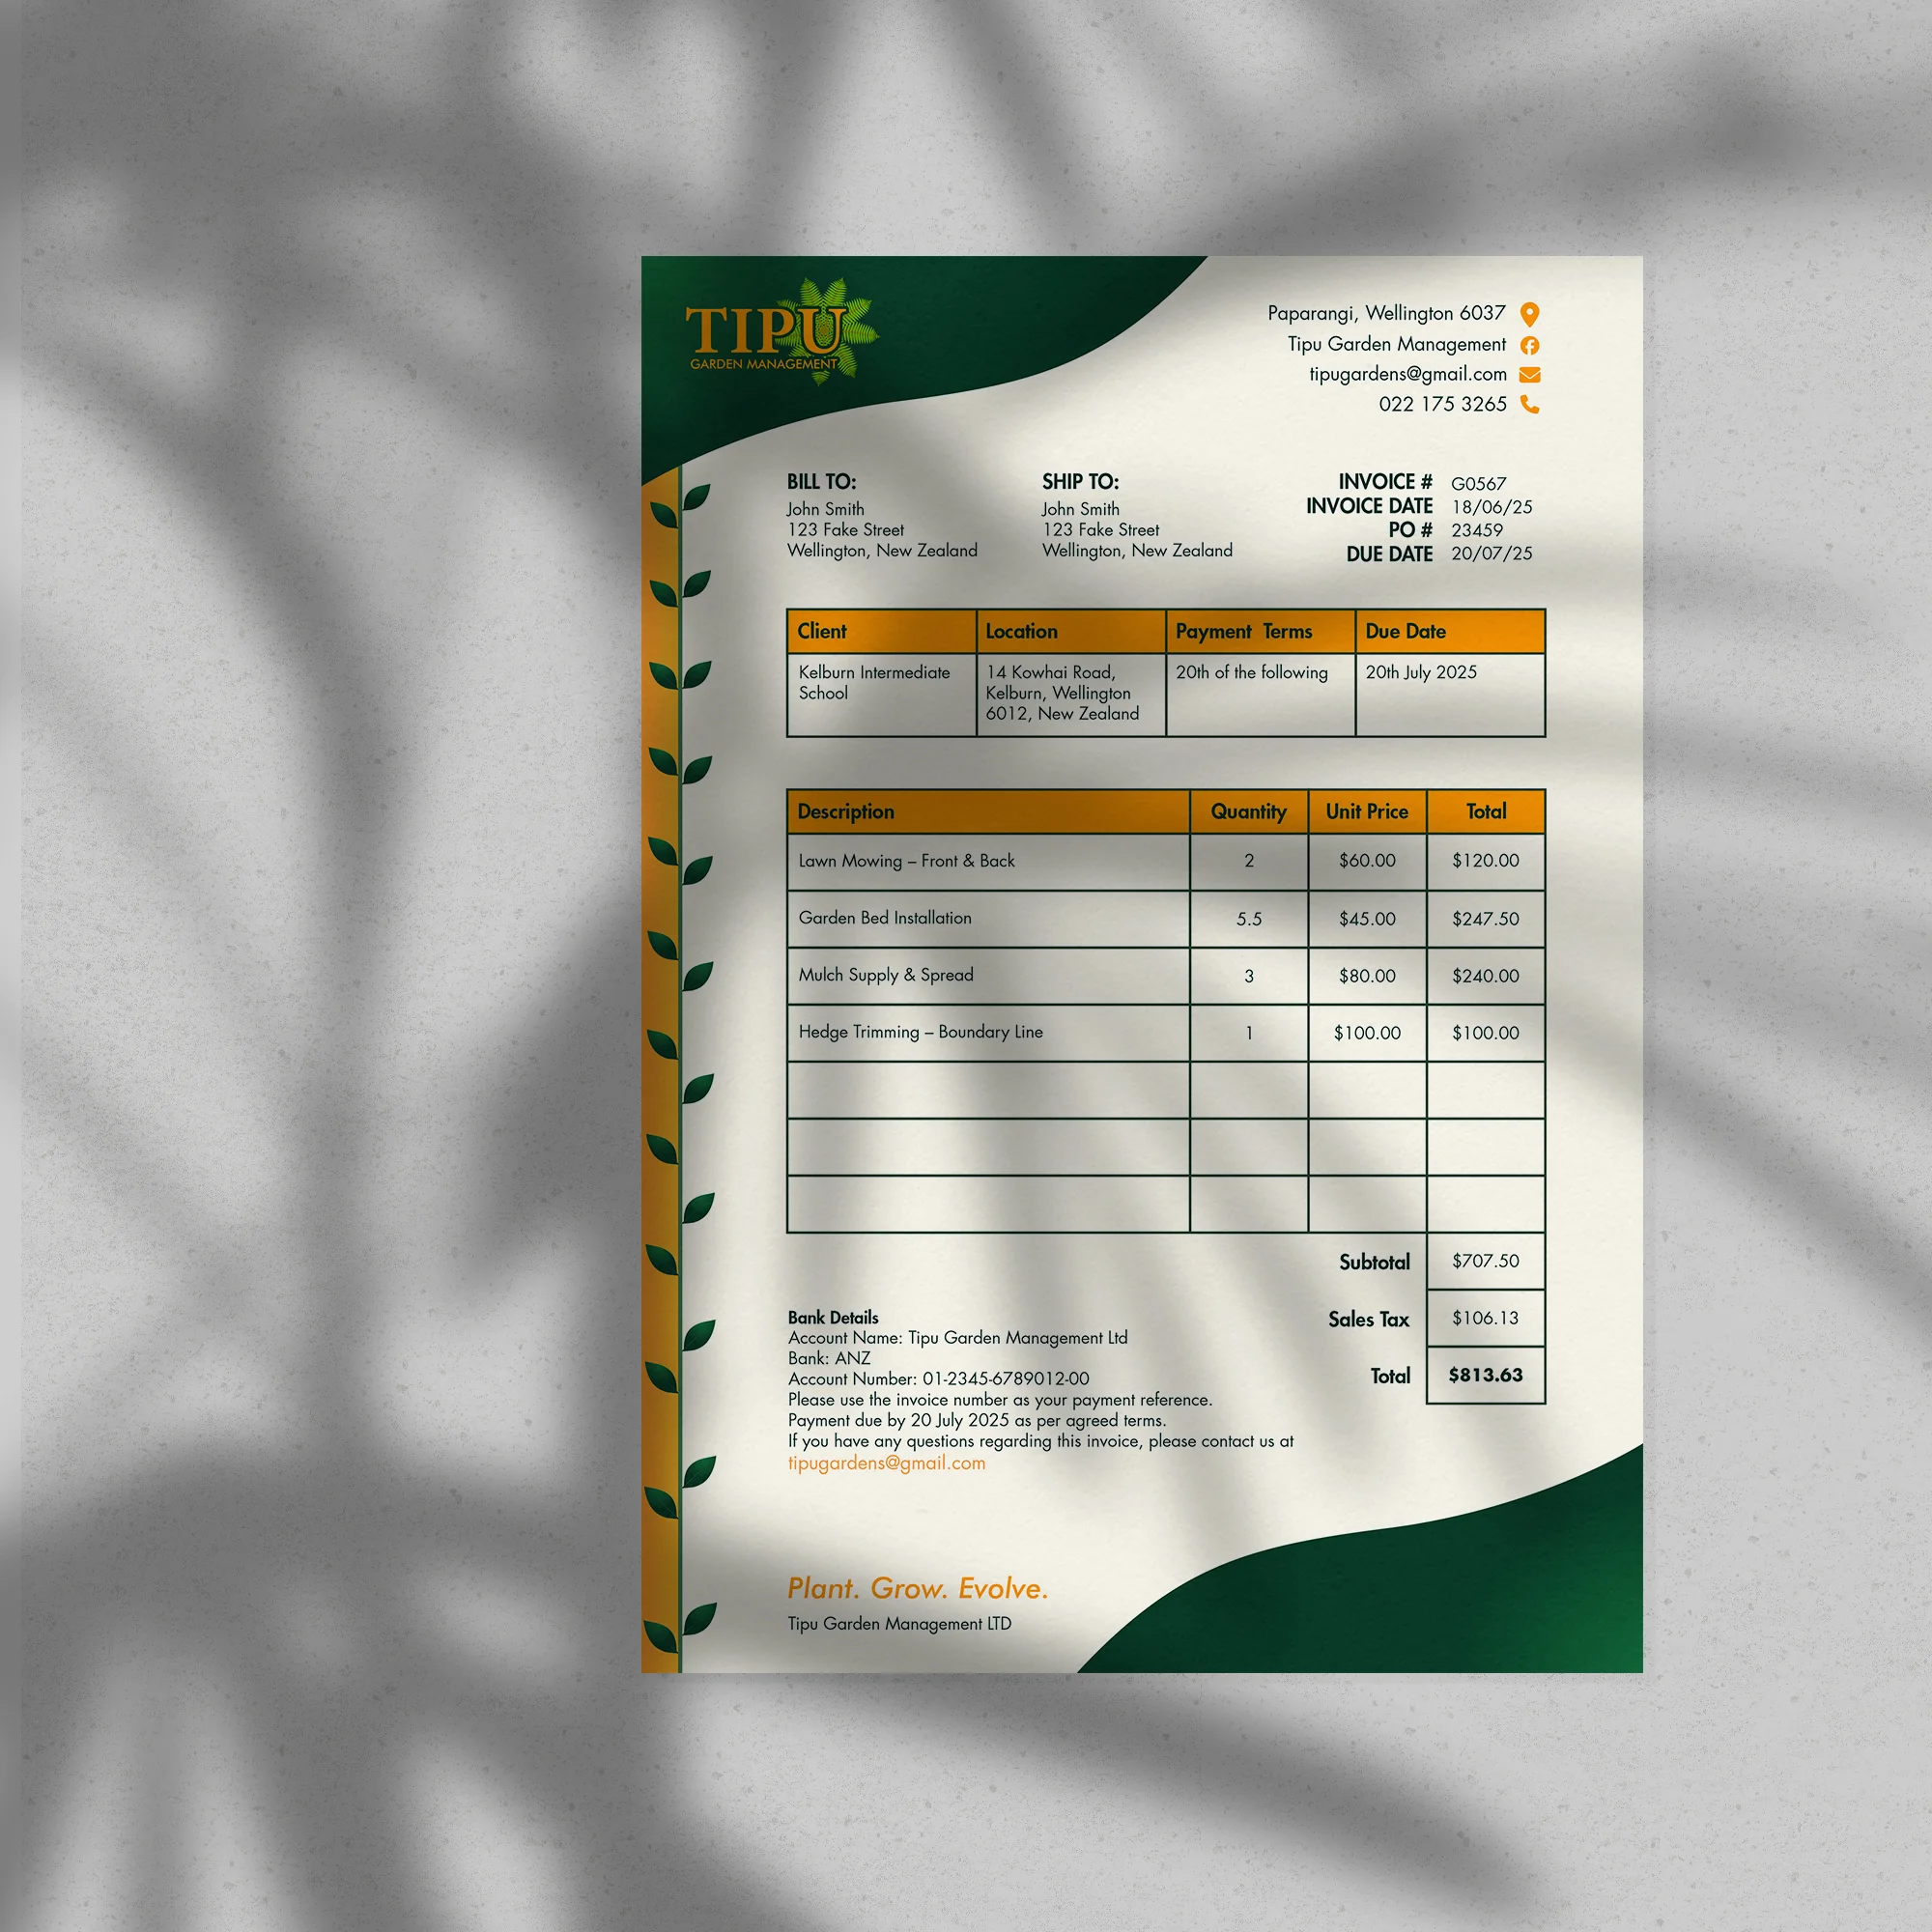 TIPU
GARDEN MANAGEMENT
Paparangi, Wellington 6037
Tipu Garden Management
tipugardens@gmail.com
022 175 3265
BILL TO:
John Smith
123 Fake Street
Wellington, New Zealand
SHIP TO:
John Smith
123 Fake Street
Wellington, New Zealand
INVOICE # G0567
INVOICE DATE 18/06/25
PO # 23459
DUE DATE 20/07/25
Client Location Payment  Terms Due Date
Kelburn Intermediate 14 Kowhai Road, 20th of the following 20th July 2025
School Kelburn, Wellington
6012, New Zealand
Description Quantity Unit Price Total
Lawn Mowing – Front & Back 2 $60.00 $120.00
Garden Bed Installation 5.5 $45.00 $247.50
Mulch Supply & Spread 3 $80.00 $240.00
Hedge Trimming – Boundary Line 1 $100.00 $100.00
Subtotal $707.50
Sales Tax $106.13
Total $813.63
Bank Details
Account Name: Tipu Garden Management Ltd
Bank: ANZ
Account Number: 01-2345-6789012-00
Please use the invoice number as your payment reference.
Payment due by 20 July 2025 as per agreed terms.
If you have any questions regarding this invoice, please contact us at
tipugardens@gmail.com
Plant. Grow. Evolve.
Tipu Garden Management LTD